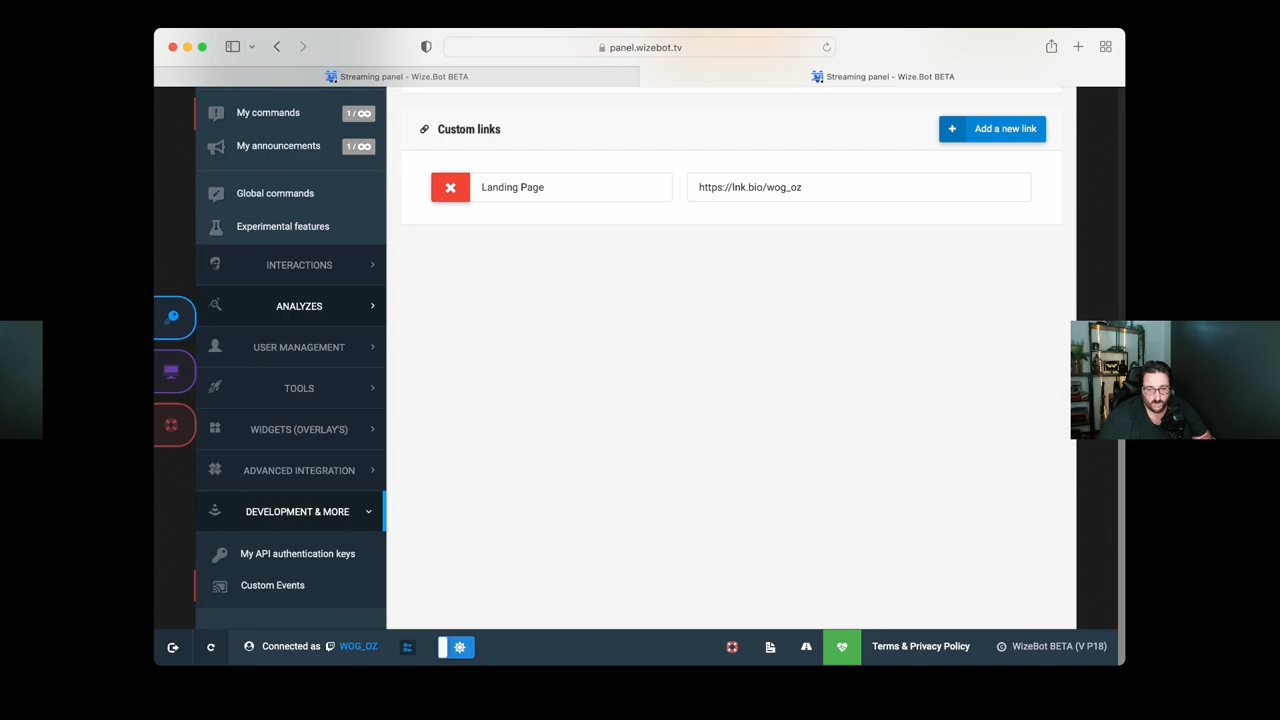 panel.wizebot.tv
Streaming panel - Wize.Bot BETA
Streaming panel - Wize.Bot BETA
My commands
1 / ∞
My announcements
1 / ∞
Global commands
Experimental features
INTERACTIONS
ANALYZES
USER MANAGEMENT
TOOLS
WIDGETS (OVERLAY'S)
ADVANCED INTEGRATION
DEVELOPMENT & MORE
My API authentication keys
Custom Events
Custom links
Add a new link
Landing Page
https://lnk.bio/wog_oz
Connected as WOG_OZ
Terms & Privacy Policy
© WizeBot BETA (V P18)